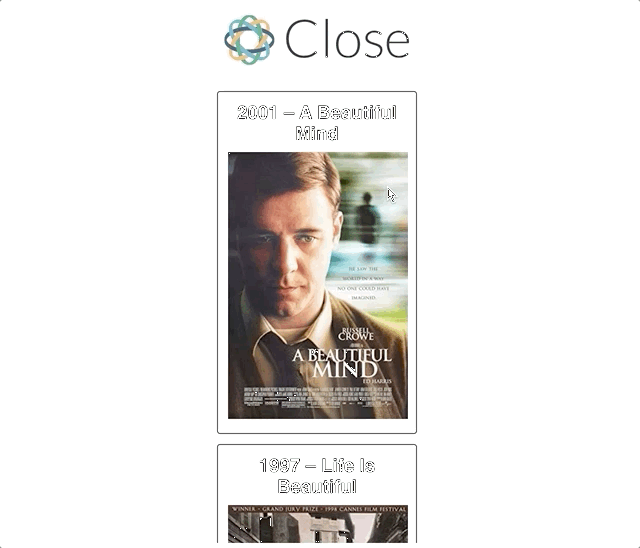 Close
2001 – A Beautiful
Mind
HE SAW THE
WORLD IN A WAY
NO ONE COULD HAVE
IMAGINED.
RUSSELL
CROWE
A BEAUTIFUL
MIND
ED HARRIS
1997 – Life Is
Beautiful
WINNER · GRAND JURY PRIZE · 1998 CANNES FILM FESTIVAL